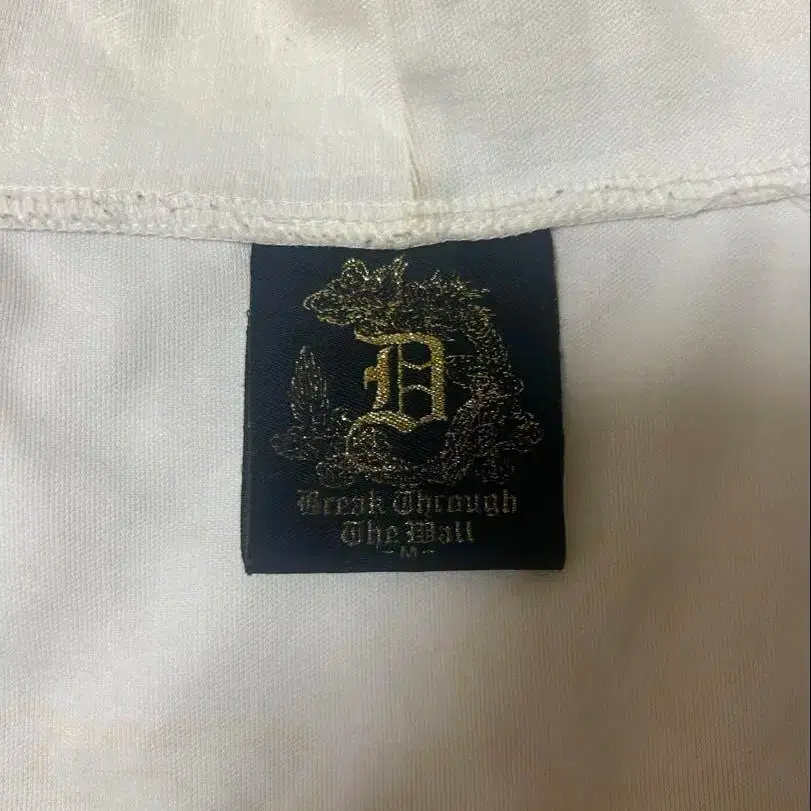 D
Break Through
The Wall
-M-